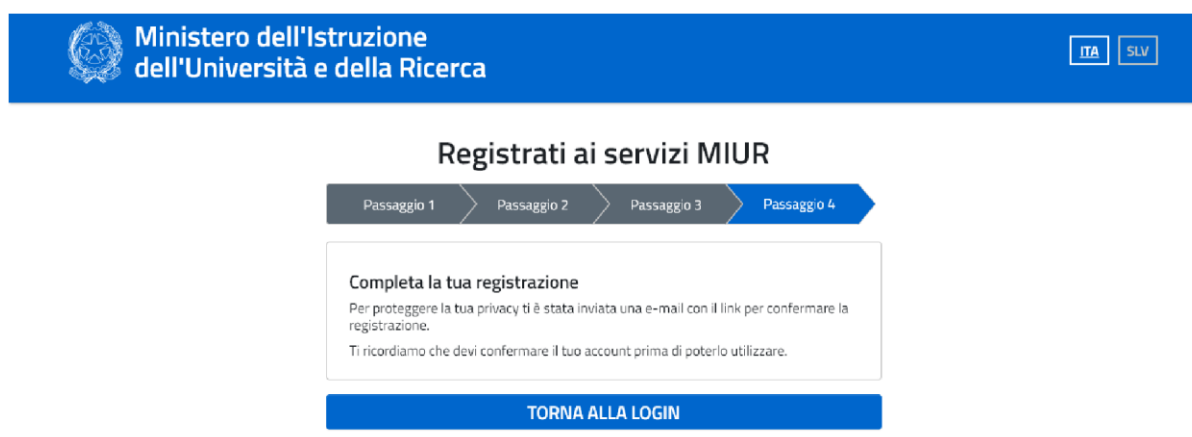 Ministero dell'Istruzione
dell'Università e della Ricerca
ITA SLV
Registrati ai servizi MIUR
Passaggio 1 Passaggio 2 Passaggio 3 Passaggio 4
Completa la tua registrazione
Per proteggere la tua privacy ti è stata inviata una e-mail con il link per confermare la
registrazione.
Ti ricordiamo che devi confermare il tuo account prima di poterlo utilizzare.
TORNA ALLA LOGIN